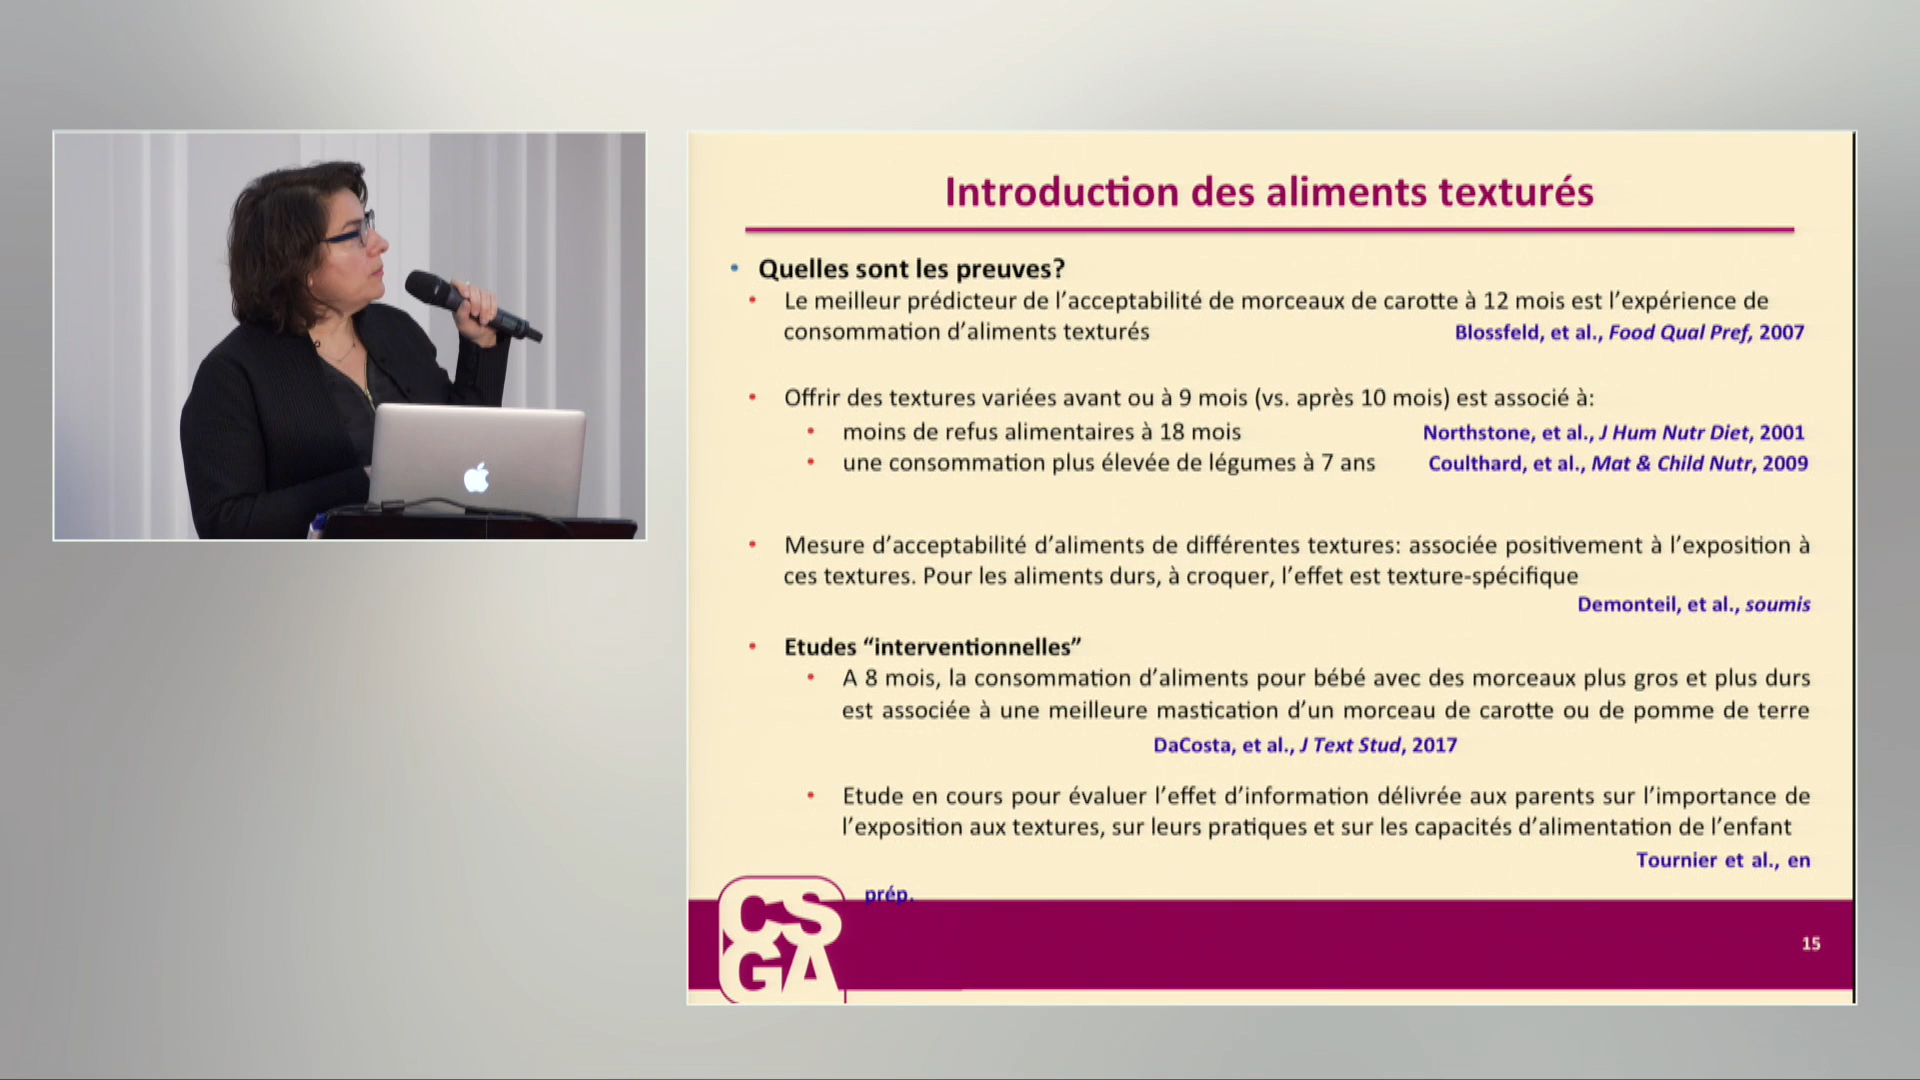 Introduction des aliments texturés
• Quelles sont les preuves?
• Le meilleur prédicteur de l'acceptabilité de morceaux de carotte à 12 mois est l'expérience de
consommation d'aliments texturés Blossfeld, et al., Food Qual Pref, 2007
• Offrir des textures variées avant ou à 9 mois (vs. après 10 mois) est associé à:
• moins de refus alimentaires à 18 mois Northstone, et al., J Hum Nutr Diet, 2001
• une consommation plus élevée de légumes à 7 ans Coulthard, et al., Mat & Child Nutr, 2009
• Mesure d'acceptabilité d'aliments de différentes textures: associée positivement à l'exposition à
ces textures. Pour les aliments durs, à croquer, l'effet est texture-spécifique
Demonteil, et al., soumis
• Etudes “interventionnelles”
• A 8 mois, la consommation d'aliments pour bébé avec des morceaux plus gros et plus durs
est associée à une meilleure mastication d'un morceau de carotte ou de pomme de terre
DaCosta, et al., J Text Stud, 2017
• Etude en cours pour évaluer l'effet d'information délivrée aux parents sur l'importance de
l'exposition aux textures, sur leurs pratiques et sur les capacités d'alimentation de l'enfant
Tournier et al., en
prép.
CS
GA
15